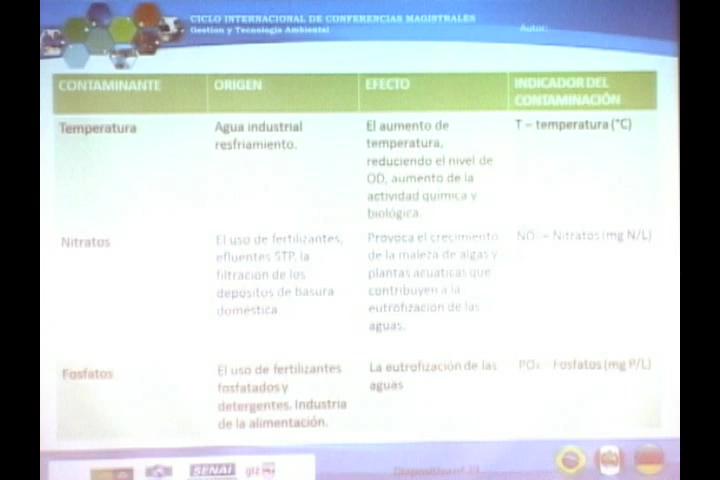 CICLO INTERNACIONAL DE CONFERENCIAS MAGISTRALES
Gestion y Tecnología Ambiental
Autor:
CONTAMINANTE
ORIGEN
EFECTO
INDICADOR DEL
CONTAMINACIÓN
Temperatura
Agua industrial
resfriamiento.
El aumento de
temperatura,
reduciendo el nivel de
OD, aumento de la
actividad química y
biológica.
T – temperatura (°C)
Nitratos
El uso de fertilizantes,
efluentes STP, la
filtración de los
depósitos de basura
doméstica
Provoca el crecimiento
de la maleza de algas y
plantas acuáticas que
contribuyen a la
eutrofización de las
aguas.
– Nitratos (mg N/L)
Fosfatos
El uso de fertilizantes
fosfatados y
detergentes. Industria
de la alimentación.
La eutrofización de las
aguas
Fosfatos (mg P/L)
SENAI
giz
Diapositiva nº